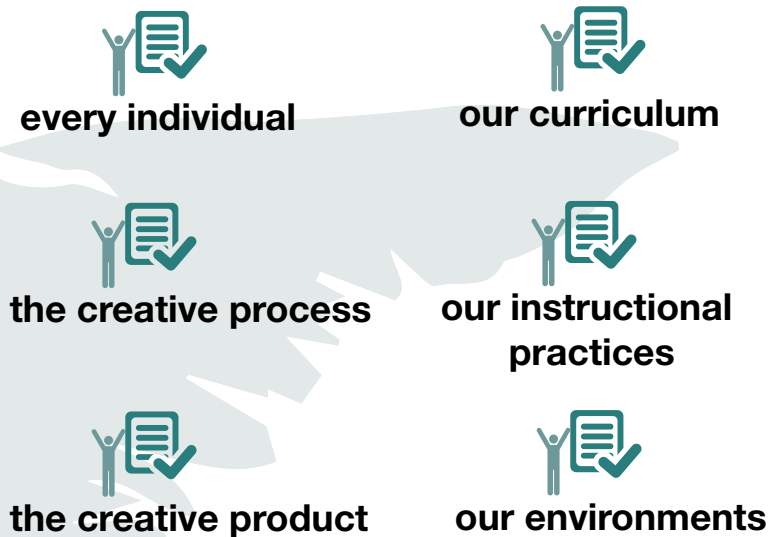 every individual
our curriculum
the creative process
our instructional
practices
the creative product
our environments